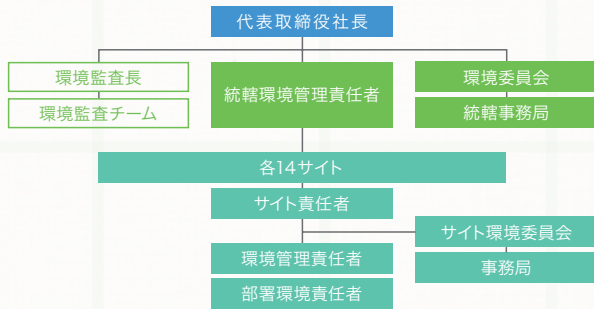 代表取締役社長
環境監査長
環境監査チーム
統轄環境管理責任者
環境委員会
統轄事務局
各14サイト
サイト責任者
サイト環境委員会
事務局
環境管理責任者
部署環境責任者